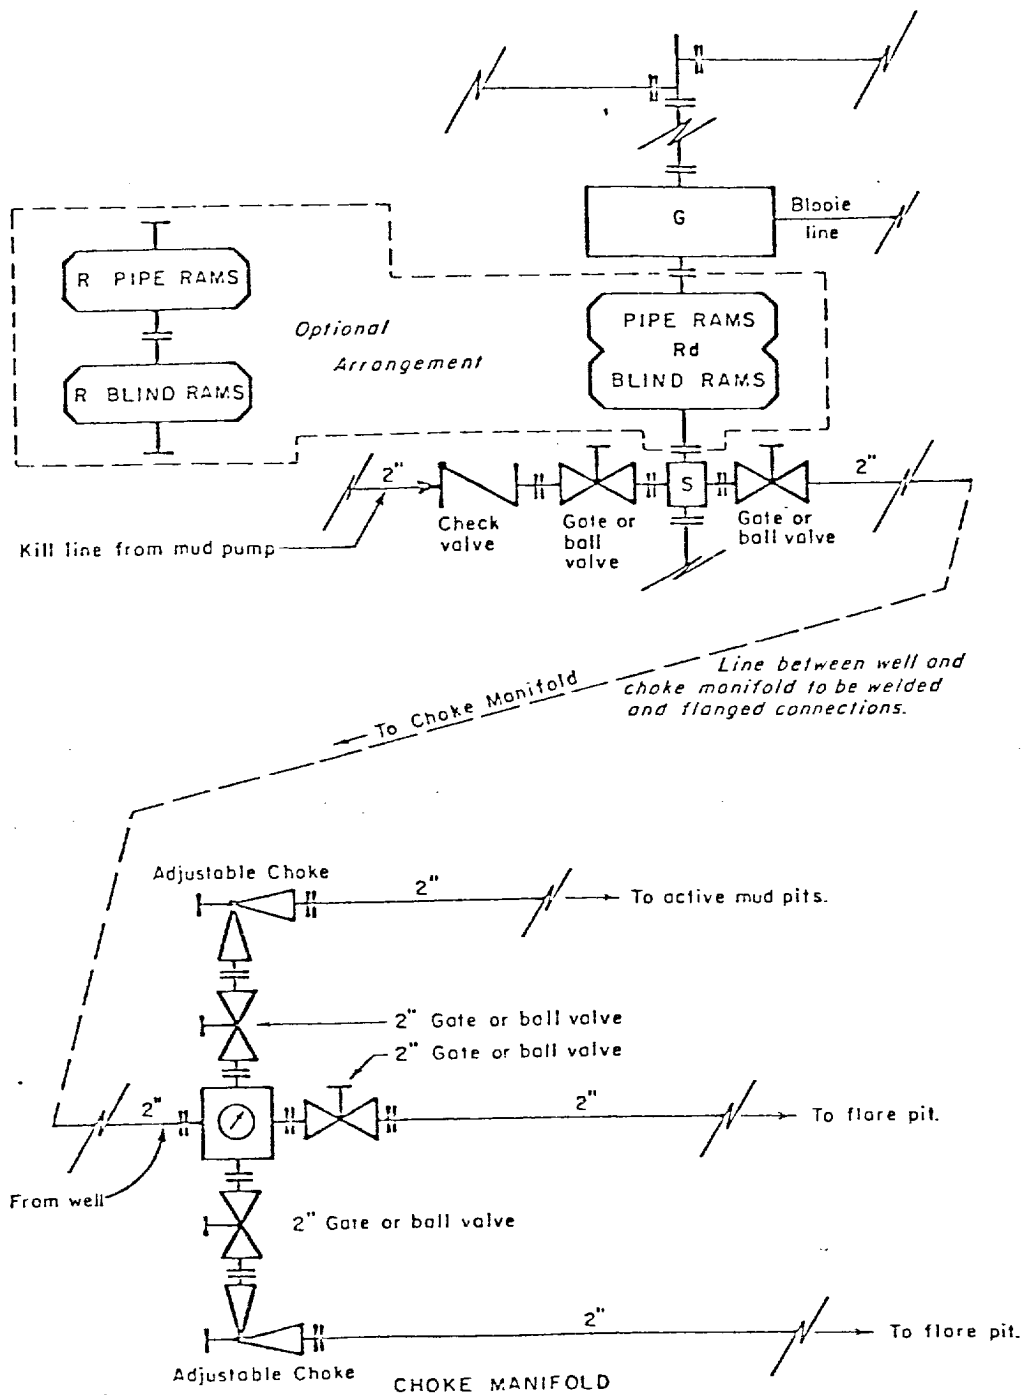 G
Blooie
line
R PIPE RAMS
Optional
Arrangement
R BLIND RAMS
PIPE RAMS
Rd
BLIND RAMS
2"
S
2"
Check
valve
Gate or
ball
valve
Gate or
ball valve
Kill line from mud pump
Line between well and
choke manifold to be welded
and flanged connections.
To Choke Manifold
Adjustable Choke
2"
To active mud pits.
2" Gate or ball valve
2" Gate or ball valve
2"
2"
To flare pit.
From well
2" Gate or ball valve
2"
To flare pit.
Adjustable Choke
CHOKE MANIFOLD